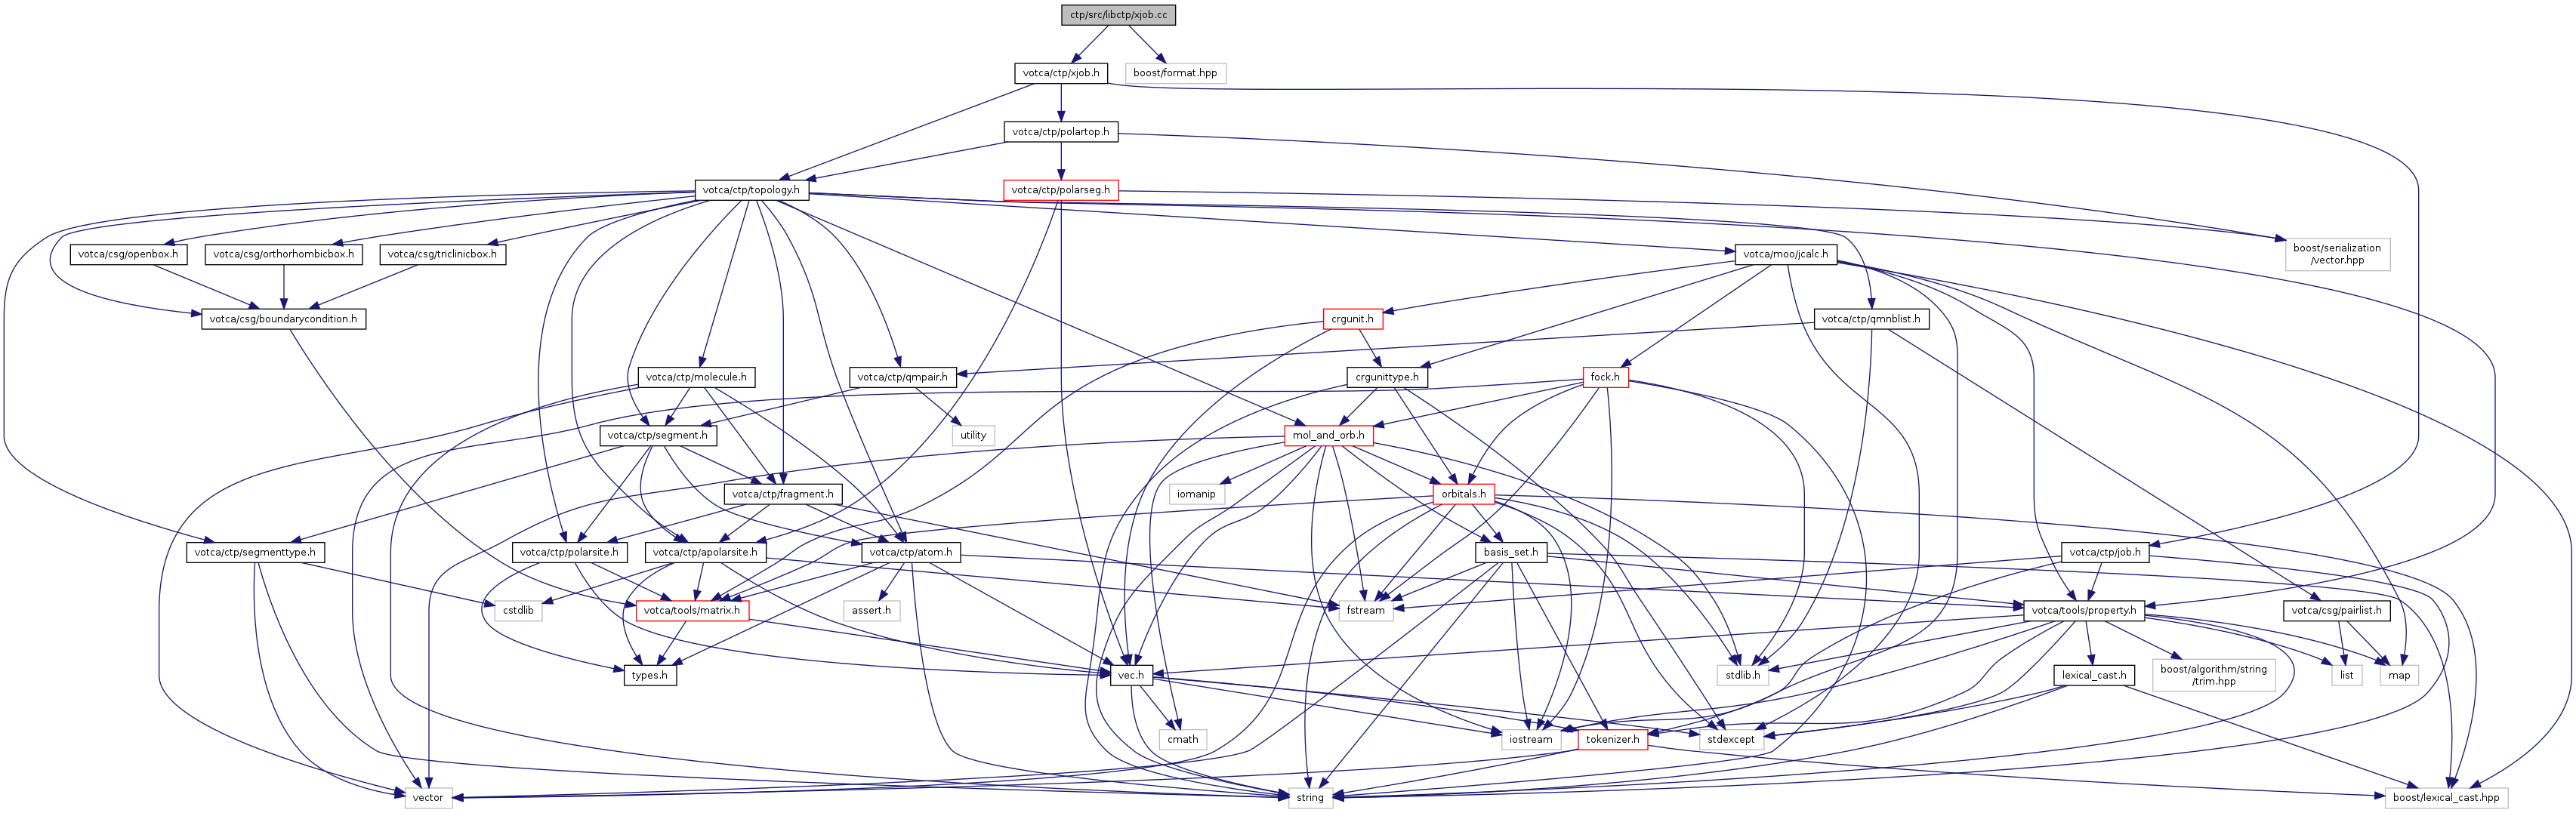 ctp/src/libctp/xjob.cc
votca/ctp/xjob.h
boost/format.hpp
votca/ctp/polartop.h
votca/ctp/topology.h
votca/ctp/polarseg.h
votca/csg/openbox.h
votca/csg/orthorhombicbox.h
votca/csg/triclinicbox.h
votca/moo/jcalc.h
boost/serialization
/vector.hpp
votca/csg/boundarycondition.h
crgunit.h
votca/ctp/qmnblist.h
votca/ctp/molecule.h
votca/ctp/qmpair.h
crgunittype.h
fock.h
votca/ctp/segment.h
utility
mol_and_orb.h
votca/ctp/fragment.h
iomanip
orbitals.h
votca/ctp/segmenttype.h
votca/ctp/polarsite.h
votca/ctp/apolarsite.h
votca/ctp/atom.h
basis_set.h
votca/ctp/job.h
cstdlib
votca/tools/matrix.h
assert.h
fstream
votca/tools/property.h
votca/csg/pairlist.h
types.h
vec.h
stdlib.h
lexical_cast.h
boost/algorithm/string
/trim.hpp
list
map
cmath
iostream
tokenizer.h
stdexcept
vector
string
boost/lexical_cast.hpp